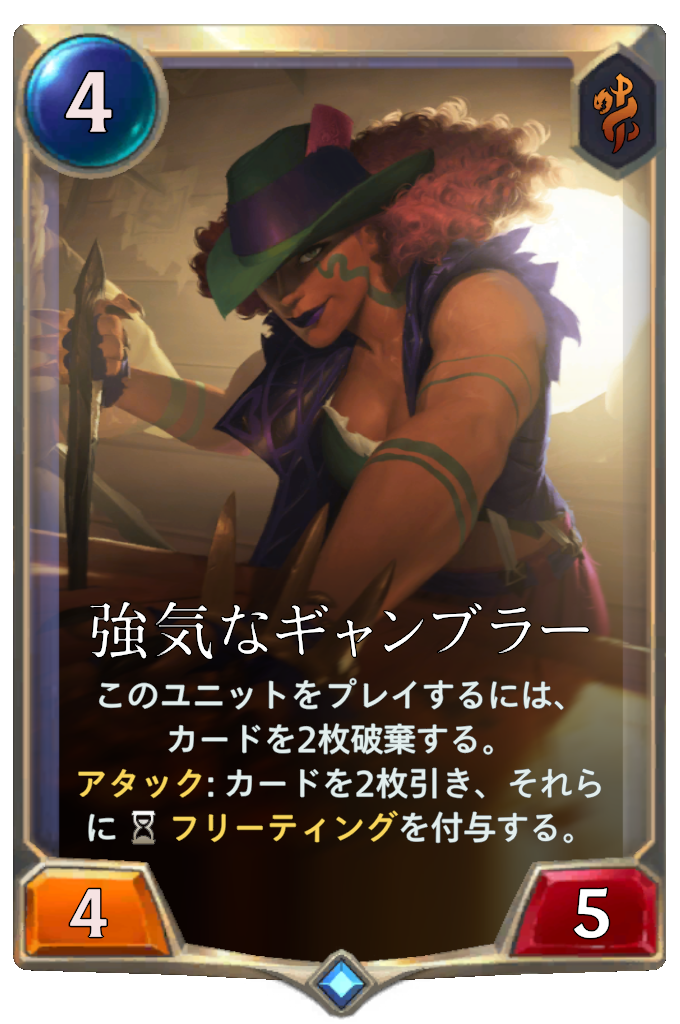 4
強気なギャンブラー
このユニットをプレイするには、
カードを2枚破棄する。
アタック: カードを2枚引き、それら
に フリーティングを付与する。
4
5